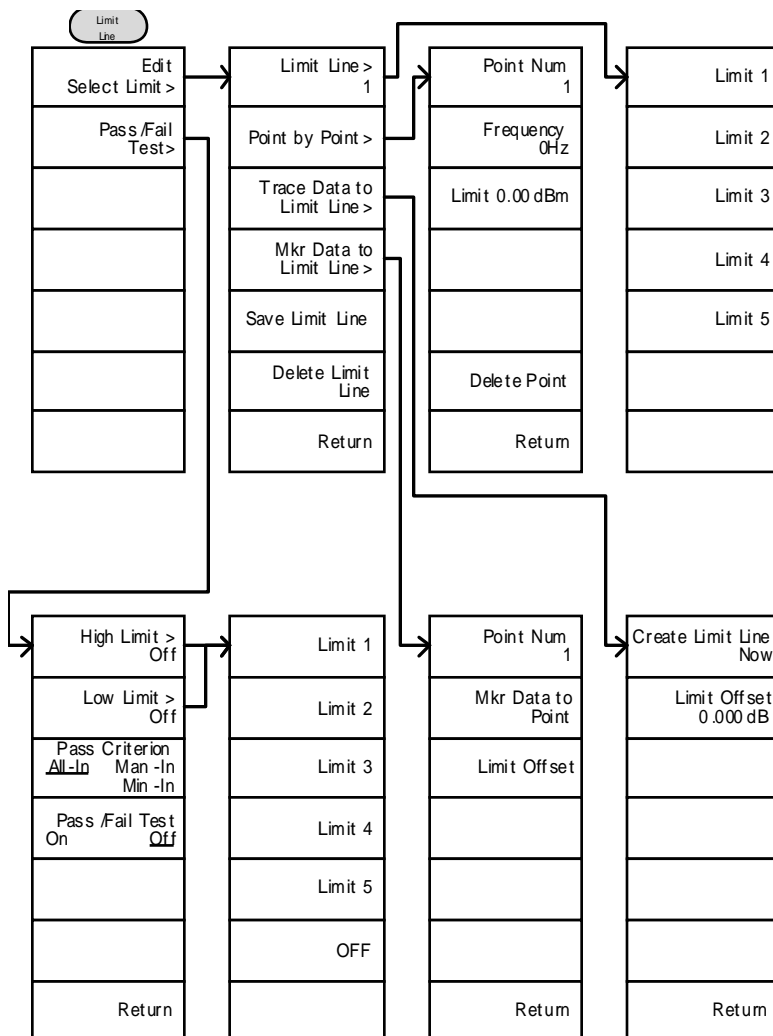 Limit
Line
Edit
Select Limit >
Pass /Fail
Test>
Limit Line >
1
Point by Point >
Trace Data to
Limit Line >
Mkr Data to
Limit Line >
Save Limit Line
Delete Limit
Line
Return
Point Num
1
Frequency
0Hz
Limit 0.00 dBm
Delete Point
Return
Limit 1
Limit 2
Limit 3
Limit 4
Limit 5
High Limit >
Off
Low Limit >
Off
Pass Criterion
All-In Man-In
Min-In
Pass /Fail Test
On Off
Return
Limit 1
Limit 2
Limit 3
Limit 4
Limit 5
OFF
Point Num
1
Mkr Data to
Point
Limit Offset
Return
Create Limit Line
Now
Limit Offset
0.000 dB
Return